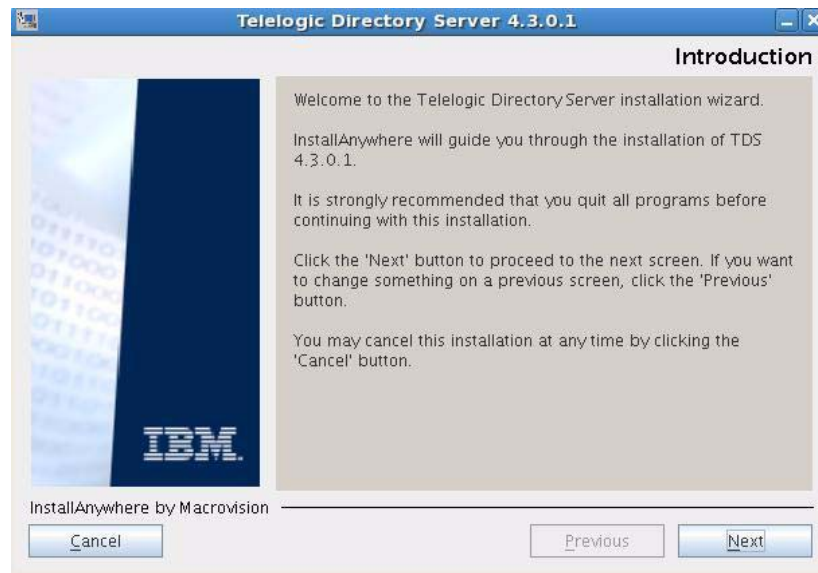 Telelogic Directory Server 4.3.0.1
Introduction
Welcome to the Telelogic Directory Server installation wizard.
InstallAnywhere will guide you through the installation of TDS
4.3.0.1.
It is strongly recommended that you quit all programs before
continuing with this installation.
Click the 'Next' button to proceed to the next screen. If you want
to change something on a previous screen, click the 'Previous'
button.
You may cancel this installation at any time by clicking the
'Cancel' button.
IBM.
InstallAnywhere by Macrovision
Cancel
Previous
Next